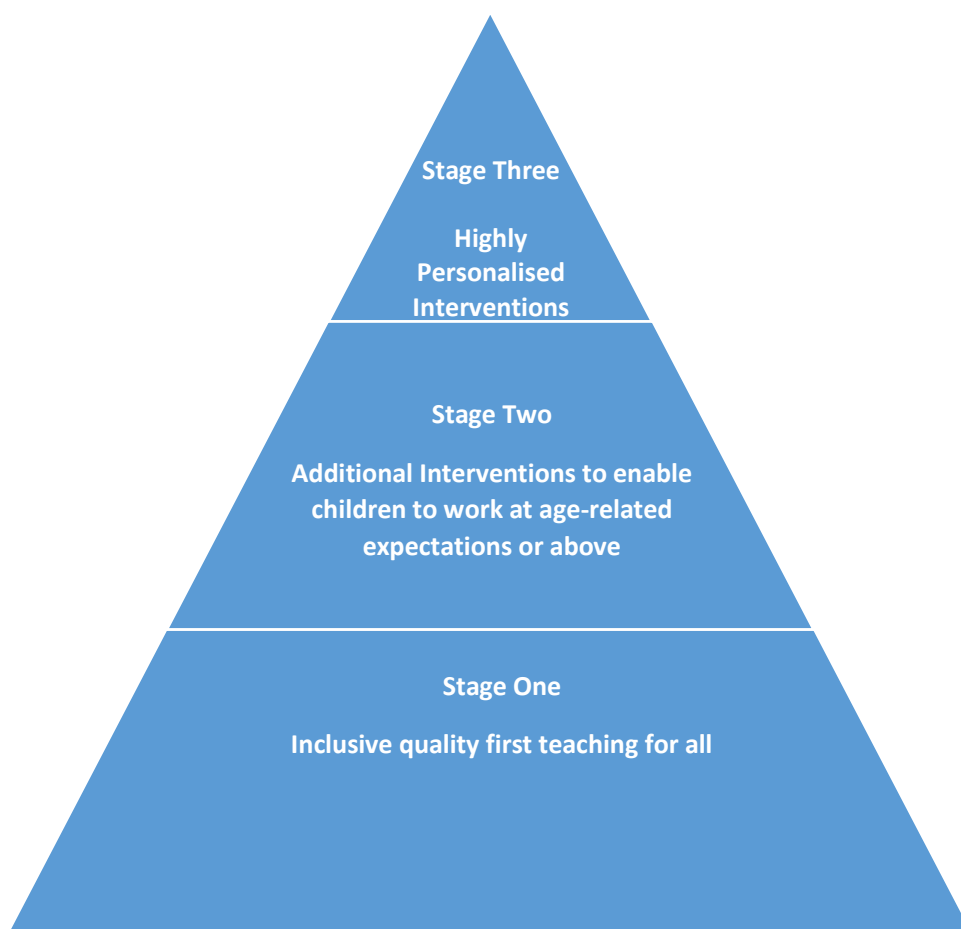 Stage Three
Highly
Personalised
Interventions
Stage Two
Additional Interventions to enable
children to work at age-related
expectations or above
Stage One
Inclusive quality first teaching for all